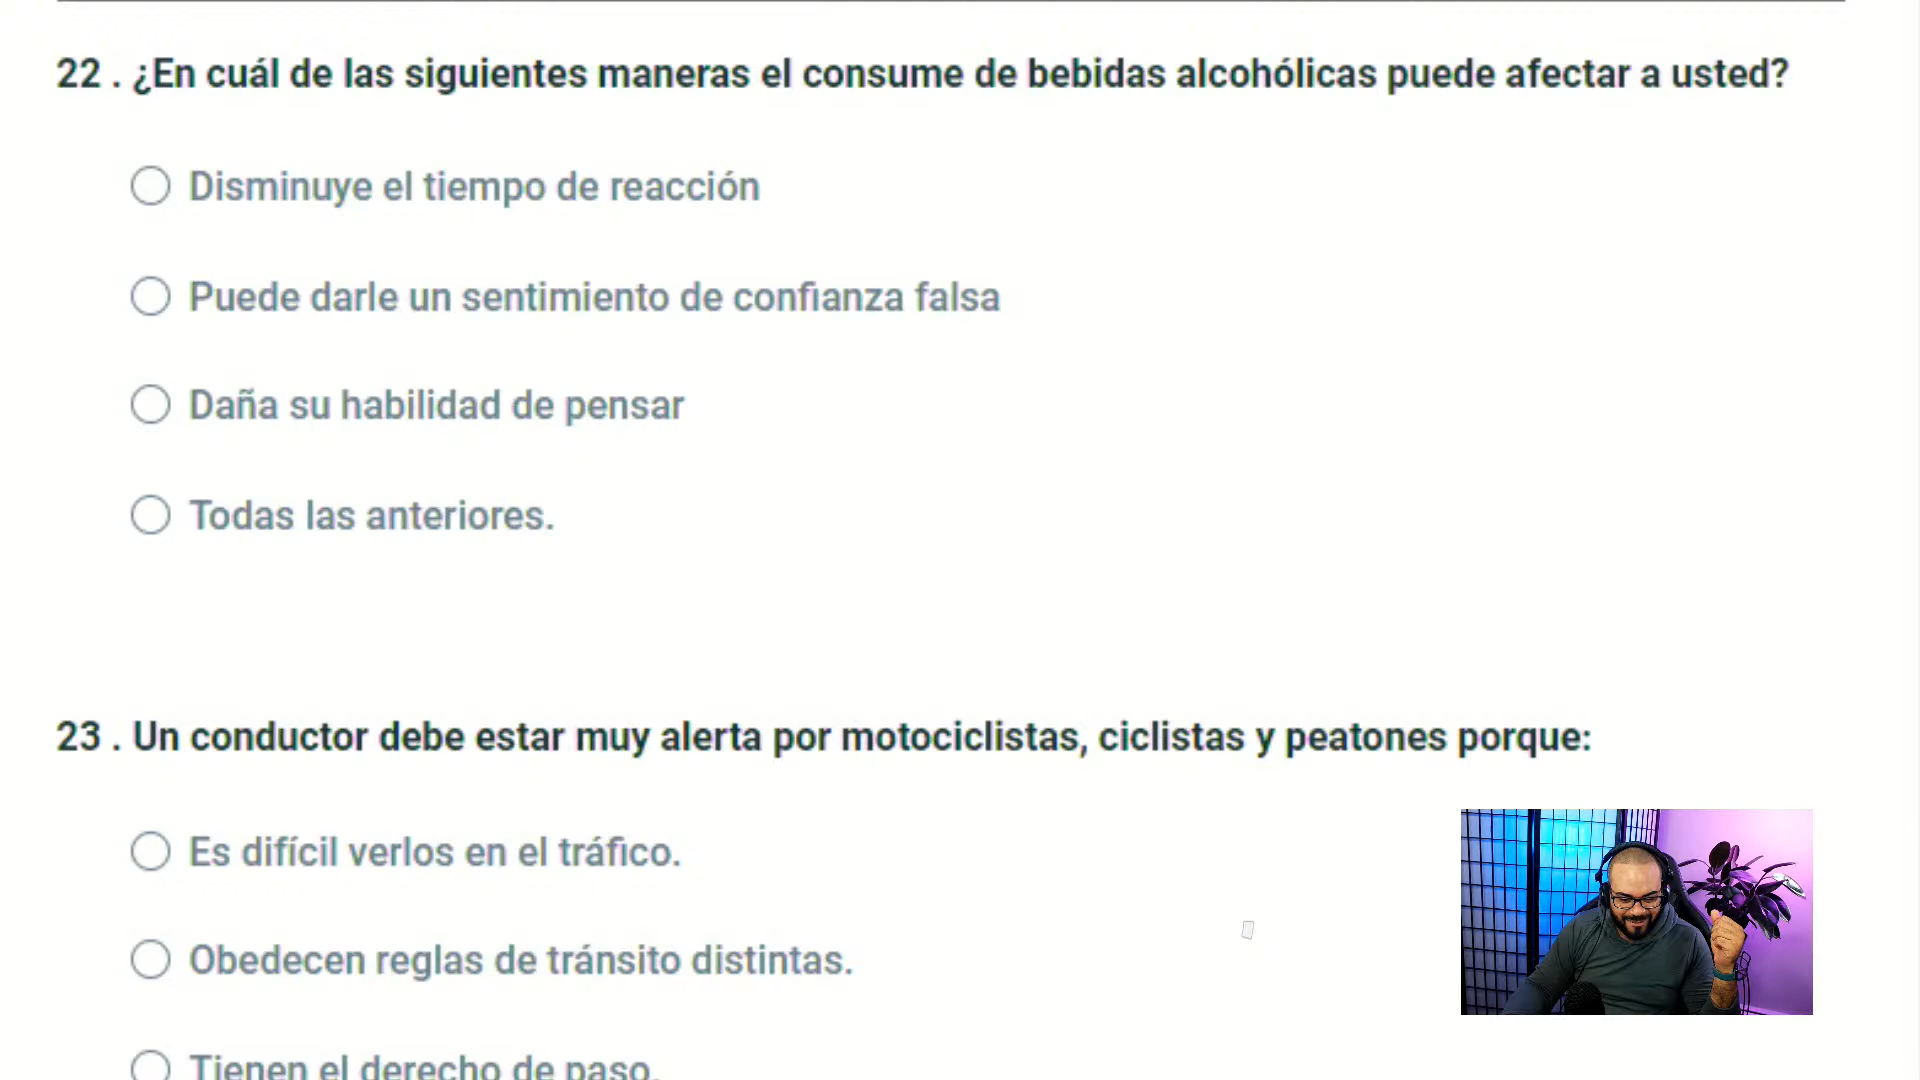 22 . ¿En cuál de las siguientes maneras el consume de bebidas alcohólicas puede afectar a usted?
Disminuye el tiempo de reacción
Puede darle un sentimiento de confianza falsa
Daña su habilidad de pensar
Todas las anteriores.
23 . Un conductor debe estar muy alerta por motociclistas, ciclistas y peatones porque:
Es difícil verlos en el tráfico.
Obedecen reglas de tránsito distintas.
Tienen el derecho de paso.